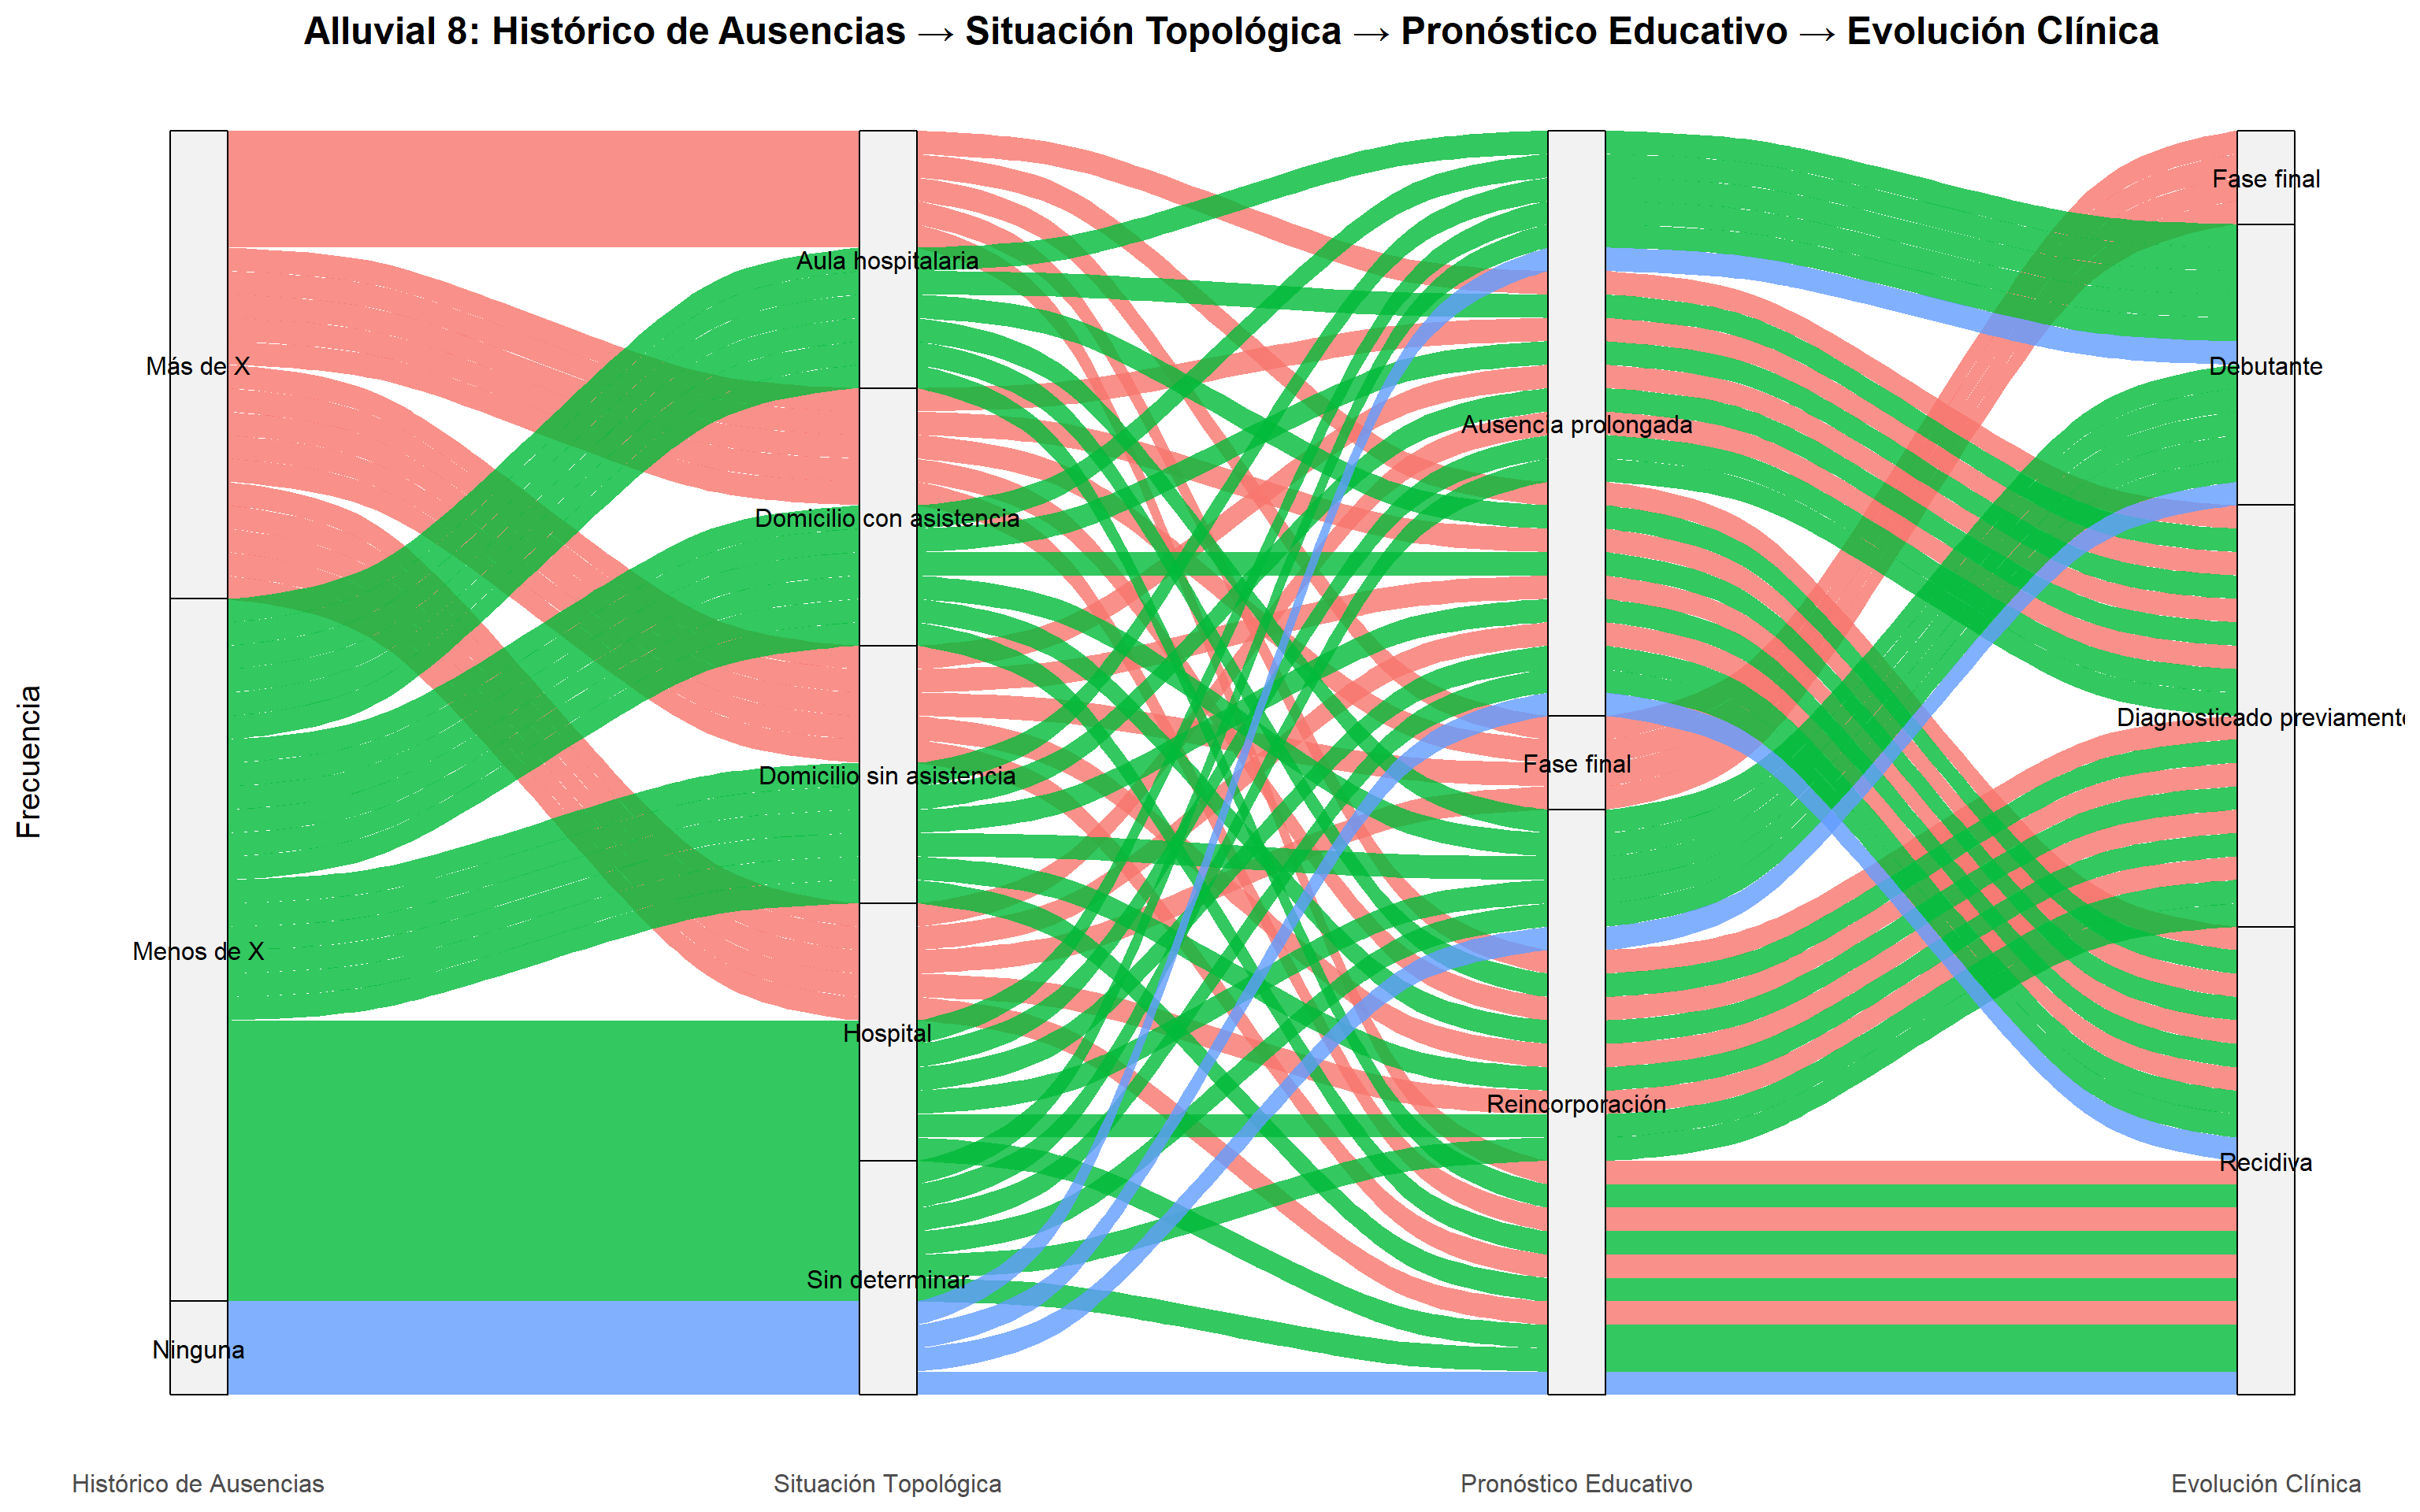 Alluvial 8: Histórico de Ausencias → Situación Topológica → Pronóstico Educativo → Evolución Clínica
Frecuencia
Más de X
Menos de X
Ninguna
Aula hospitalaria
Domicilio con asistencia
Domicilio sin asistencia
Hospital
Sin determinar
Ausencia prolongada
Fase final
Reincorporación
Fase final
Debutante
Diagnosticado previamente
Recidiva
Histórico de Ausencias
Situación Topológica
Pronóstico Educativo
Evolución Clínica